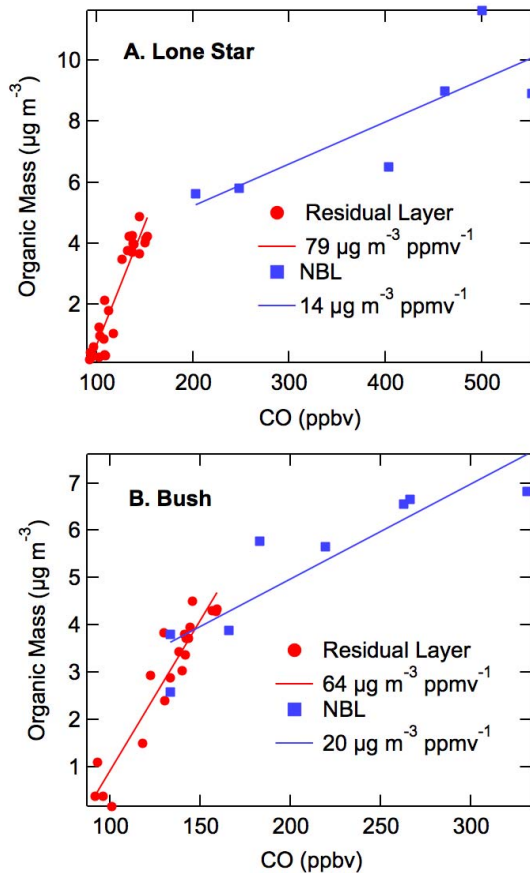 A. Lone Star
10
8
6
4
2
Organic Mass (µg m⁻³)
Residual Layer
79 µg m⁻³ ppmv⁻¹
NBL
14 µg m⁻³ ppmv⁻¹
100
200
300
400
500
CO (ppbv)
B. Bush
7
6
5
4
3
2
1
Organic Mass (µg m⁻³)
Residual Layer
64 µg m⁻³ ppmv⁻¹
NBL
20 µg m⁻³ ppmv⁻¹
100
150
200
250
300
CO (ppbv)